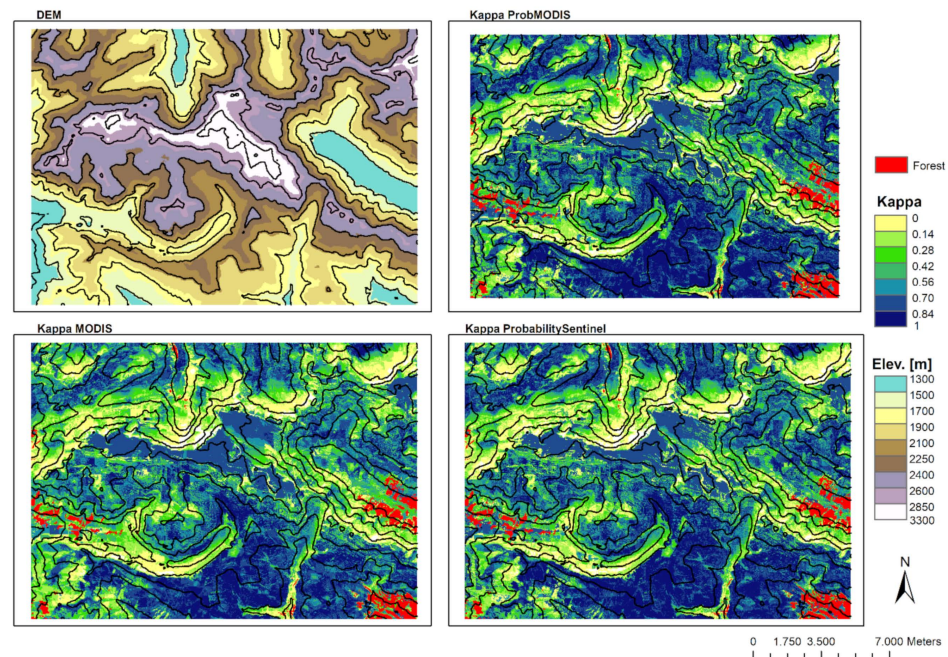 DEM
Kappa ProbMODIS
Forest
Kappa
0
0.14
0.28
0.42
0.56
0.70
0.84
1
Kappa MODIS
Kappa ProbabilitySentinel
Elev. [m]
1300
1500
1700
1900
2100
2250
2400
2600
2850
3300
N
0 1.750 3.500 7.000 Meters